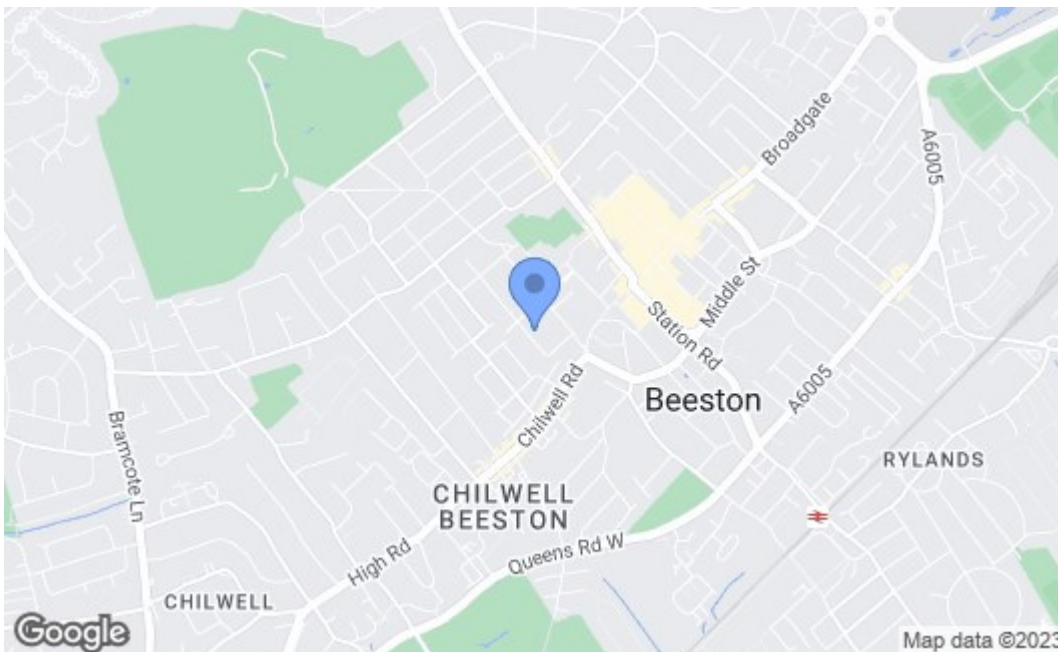 Broadgate
A6005
Middle St
Station Rd
Chilwell Rd
Beeston
A6005
RYLANDS
Bramcote Ln
CHILWELL
BEESTON
Queens Rd W
High Rd
CHILWELL
Google
Map data ©2023